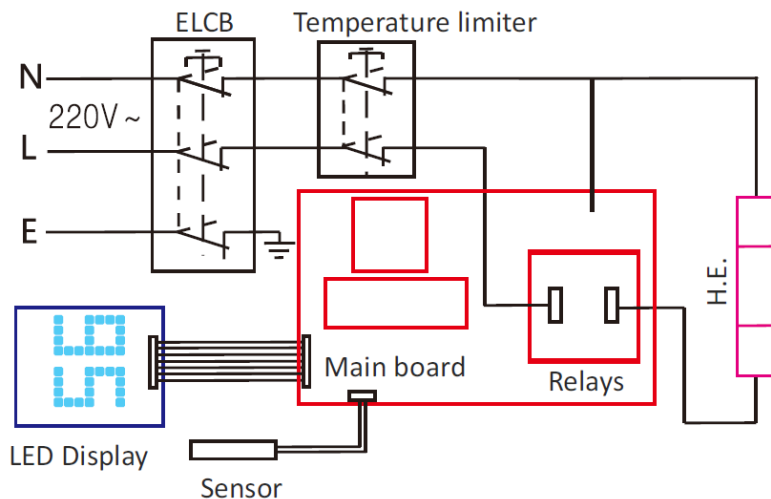 ELCB
Temperature limiter
N
220V~
L
E
H.E.
Main board
Relays
LED Display
Sensor